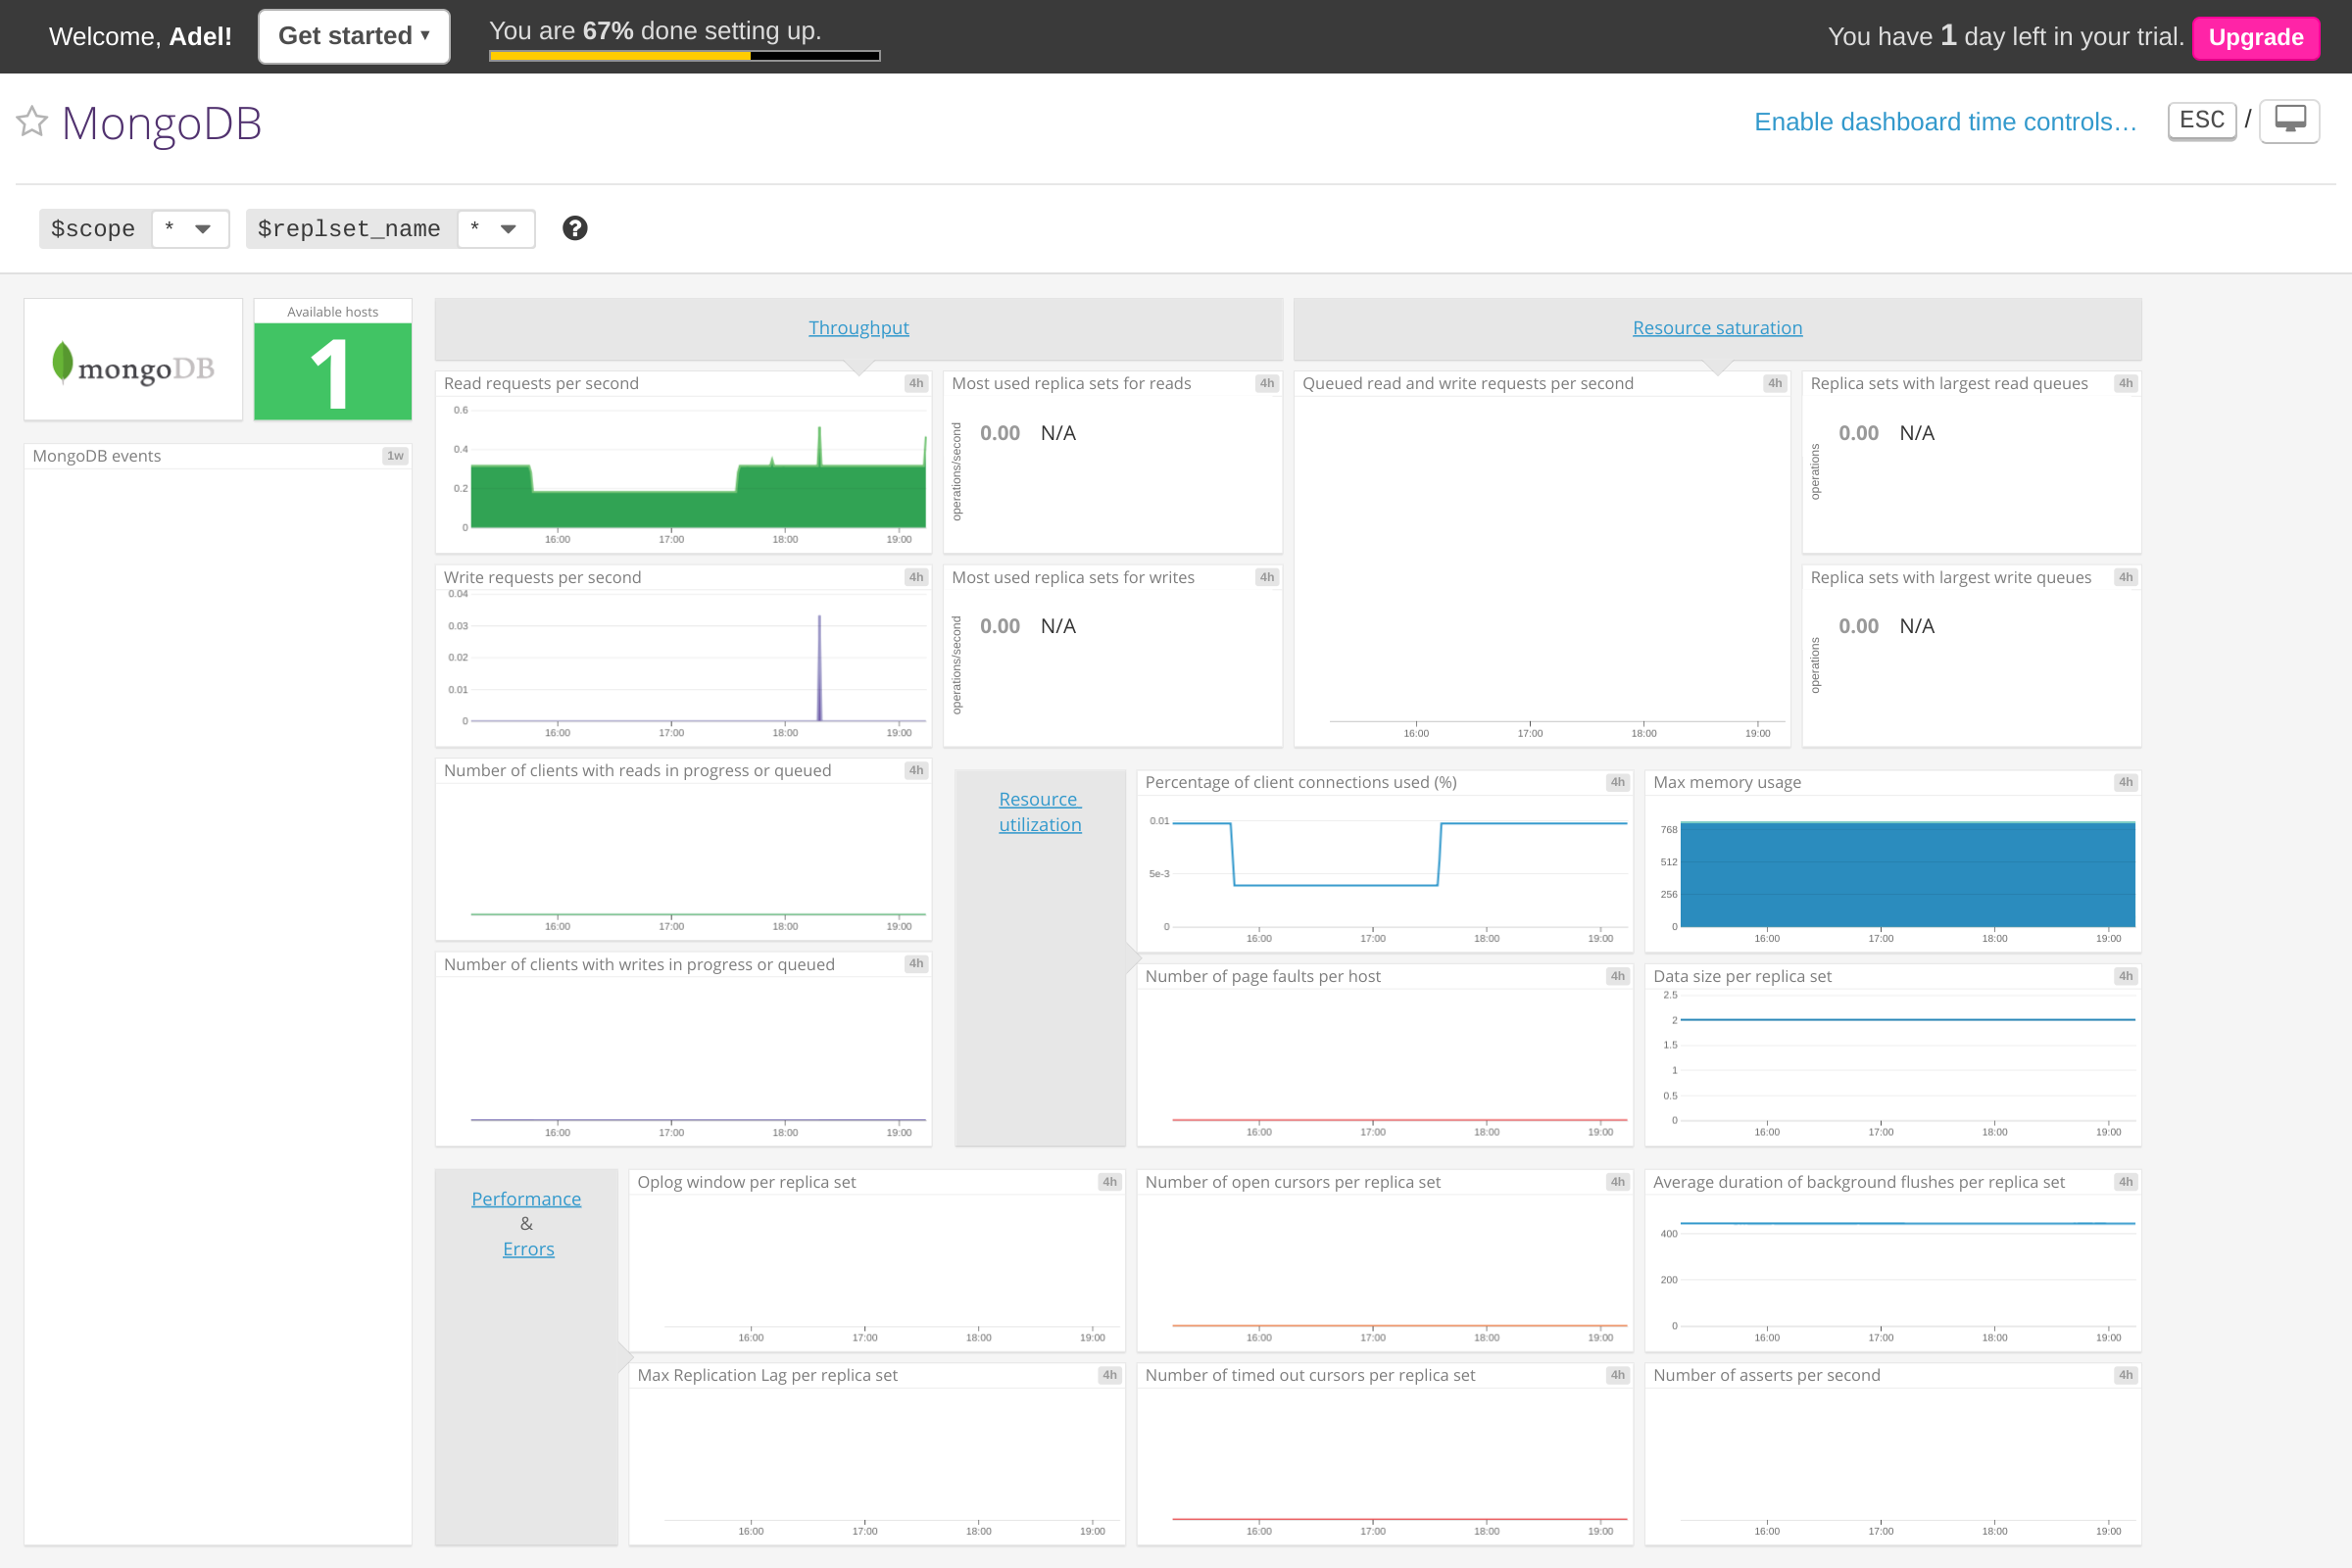 Welcome, Adel!
Get started ▾
You are 67% done setting up.
You have 1 day left in your trial.
Upgrade
MongoDB
Enable dashboard time controls…
ESC /
$scope * $replset_name * ?
mongoDB
Available hosts
1
MongoDB events 1w
Throughput
Resource saturation
Read requests per second 4h
0.6
0.4
0.2
0
16:00 17:00 18:00 19:00
Most used replica sets for reads 4h
operations/second
0.00 N/A
Queued read and write requests per second 4h
16:00 17:00 18:00 19:00
Replica sets with largest read queues 4h
operations
0.00 N/A
Write requests per second 4h
0.04
0.03
0.02
0.01
0
16:00 17:00 18:00 19:00
Most used replica sets for writes 4h
operations/second
0.00 N/A
Replica sets with largest write queues 4h
operations
0.00 N/A
Number of clients with reads in progress or queued 4h
16:00 17:00 18:00 19:00
Number of clients with writes in progress or queued 4h
16:00 17:00 18:00 19:00
Resource
utilization
Percentage of client connections used (%) 4h
0.01
5e-3
0
16:00 17:00 18:00 19:00
Max memory usage 4h
768
512
256
0
16:00 17:00 18:00 19:00
Number of page faults per host 4h
16:00 17:00 18:00 19:00
Data size per replica set 4h
2.5
2
1.5
1
0.5
0
16:00 17:00 18:00 19:00
Performance
&
Errors
Oplog window per replica set 4h
16:00 17:00 18:00 19:00
Number of open cursors per replica set 4h
16:00 17:00 18:00 19:00
Average duration of background flushes per replica set 4h
400
200
0
16:00 17:00 18:00 19:00
Max Replication Lag per replica set 4h
16:00 17:00 18:00 19:00
Number of timed out cursors per replica set 4h
16:00 17:00 18:00 19:00
Number of asserts per second 4h
16:00 17:00 18:00 19:00